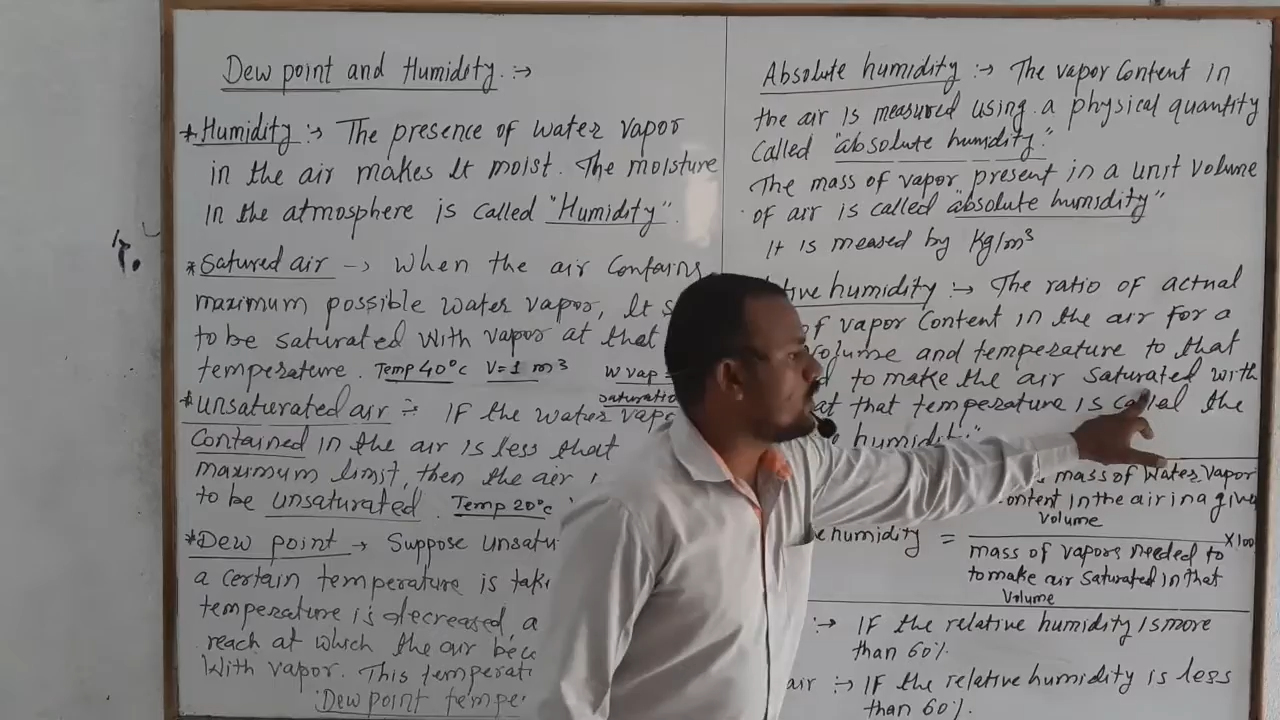 Dew point and Humidity :→
*Humidity :→ The presence of water vapor
in the air makes It moist. The moisture
in the atmosphere is called "Humidity".
*Satured air → When the air contains
maximum possible water vapor, It s
to be saturated with vapor at that
temperature. Temp 40°c V=1 m³ W vap =
saturatio
*unsaturated air ÷ IF the water vap
Contained in the air is less that
maximum limit, then the air i
to be unsaturated. Temp 20°c
*Dew point → Suppose unsatu
a certain temperature is take
temperature is decreased, a
reach at which the air bec
With vapor. This temperati
Dew point tempe
Absolute humidity :→ The vapor content in
the air is measured using a physical quantity
called "absolute humidity."
The mass of vapor present in a unit volume
of air is called "absolute humidity"
It is meased by Kg/m³
tive humidity :→ The ratio of actual
of vapor content in the air for a
volume and temperature to that
d to make the air saturated with
at that temperature is called the
humidity"
mass of Water vapor
ontent in the air in a give
volume
e humidity = ×100
mass of vapors needed to
to make air saturated in that
Volume
:→ IF the relative humidity is more
than 60%
air :→ IF the relative humidity is less
than 60%.